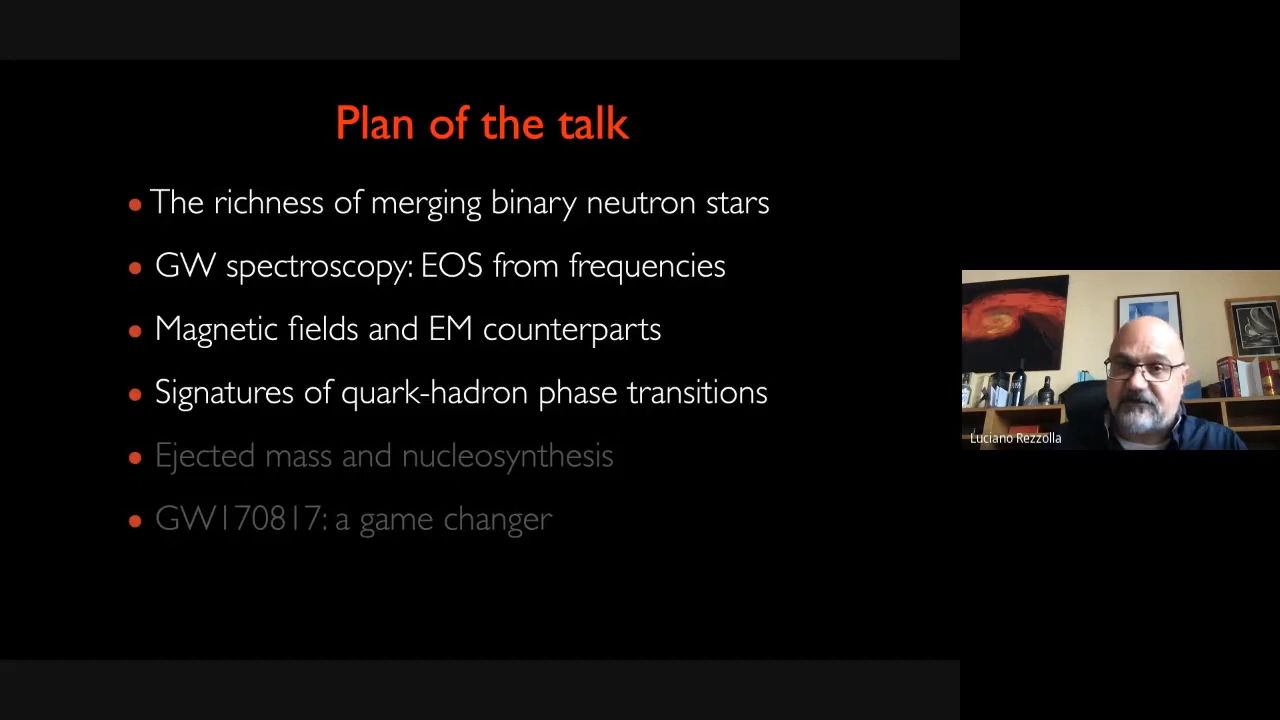 Plan of the talk
• The richness of merging binary neutron stars
• GW spectroscopy: EOS from frequencies
• Magnetic fields and EM counterparts
• Signatures of quark-hadron phase transitions
• Ejected mass and nucleosynthesis
• GW170817: a game changer
Luciano Rezzolla